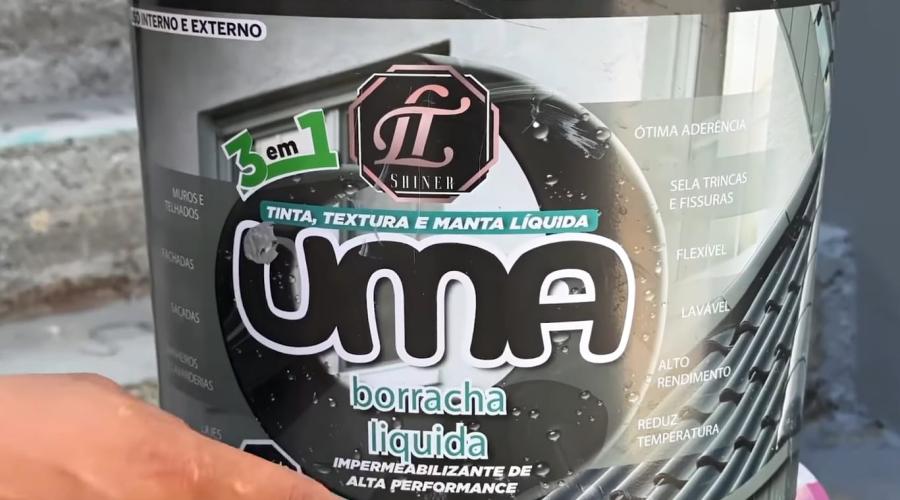 SO INTERNO E EXTERNO
3 em 1
LT
SHINER
TINTA, TEXTURA E MANTA LÍQUIDA
UMA
borracha
liquida
IMPERMEABILIZANTE DE
ALTA PERFORMANCE
MUROS E
TELHADOS
FACHADAS
SACADAS
ÓTIMA ADERÊNCIA
SELA TRINCAS
E FISSURAS
FLEXÍVEL
LAVÁVEL
ALTO
RENDIMENTO
REDUZ
TEMPERATURA